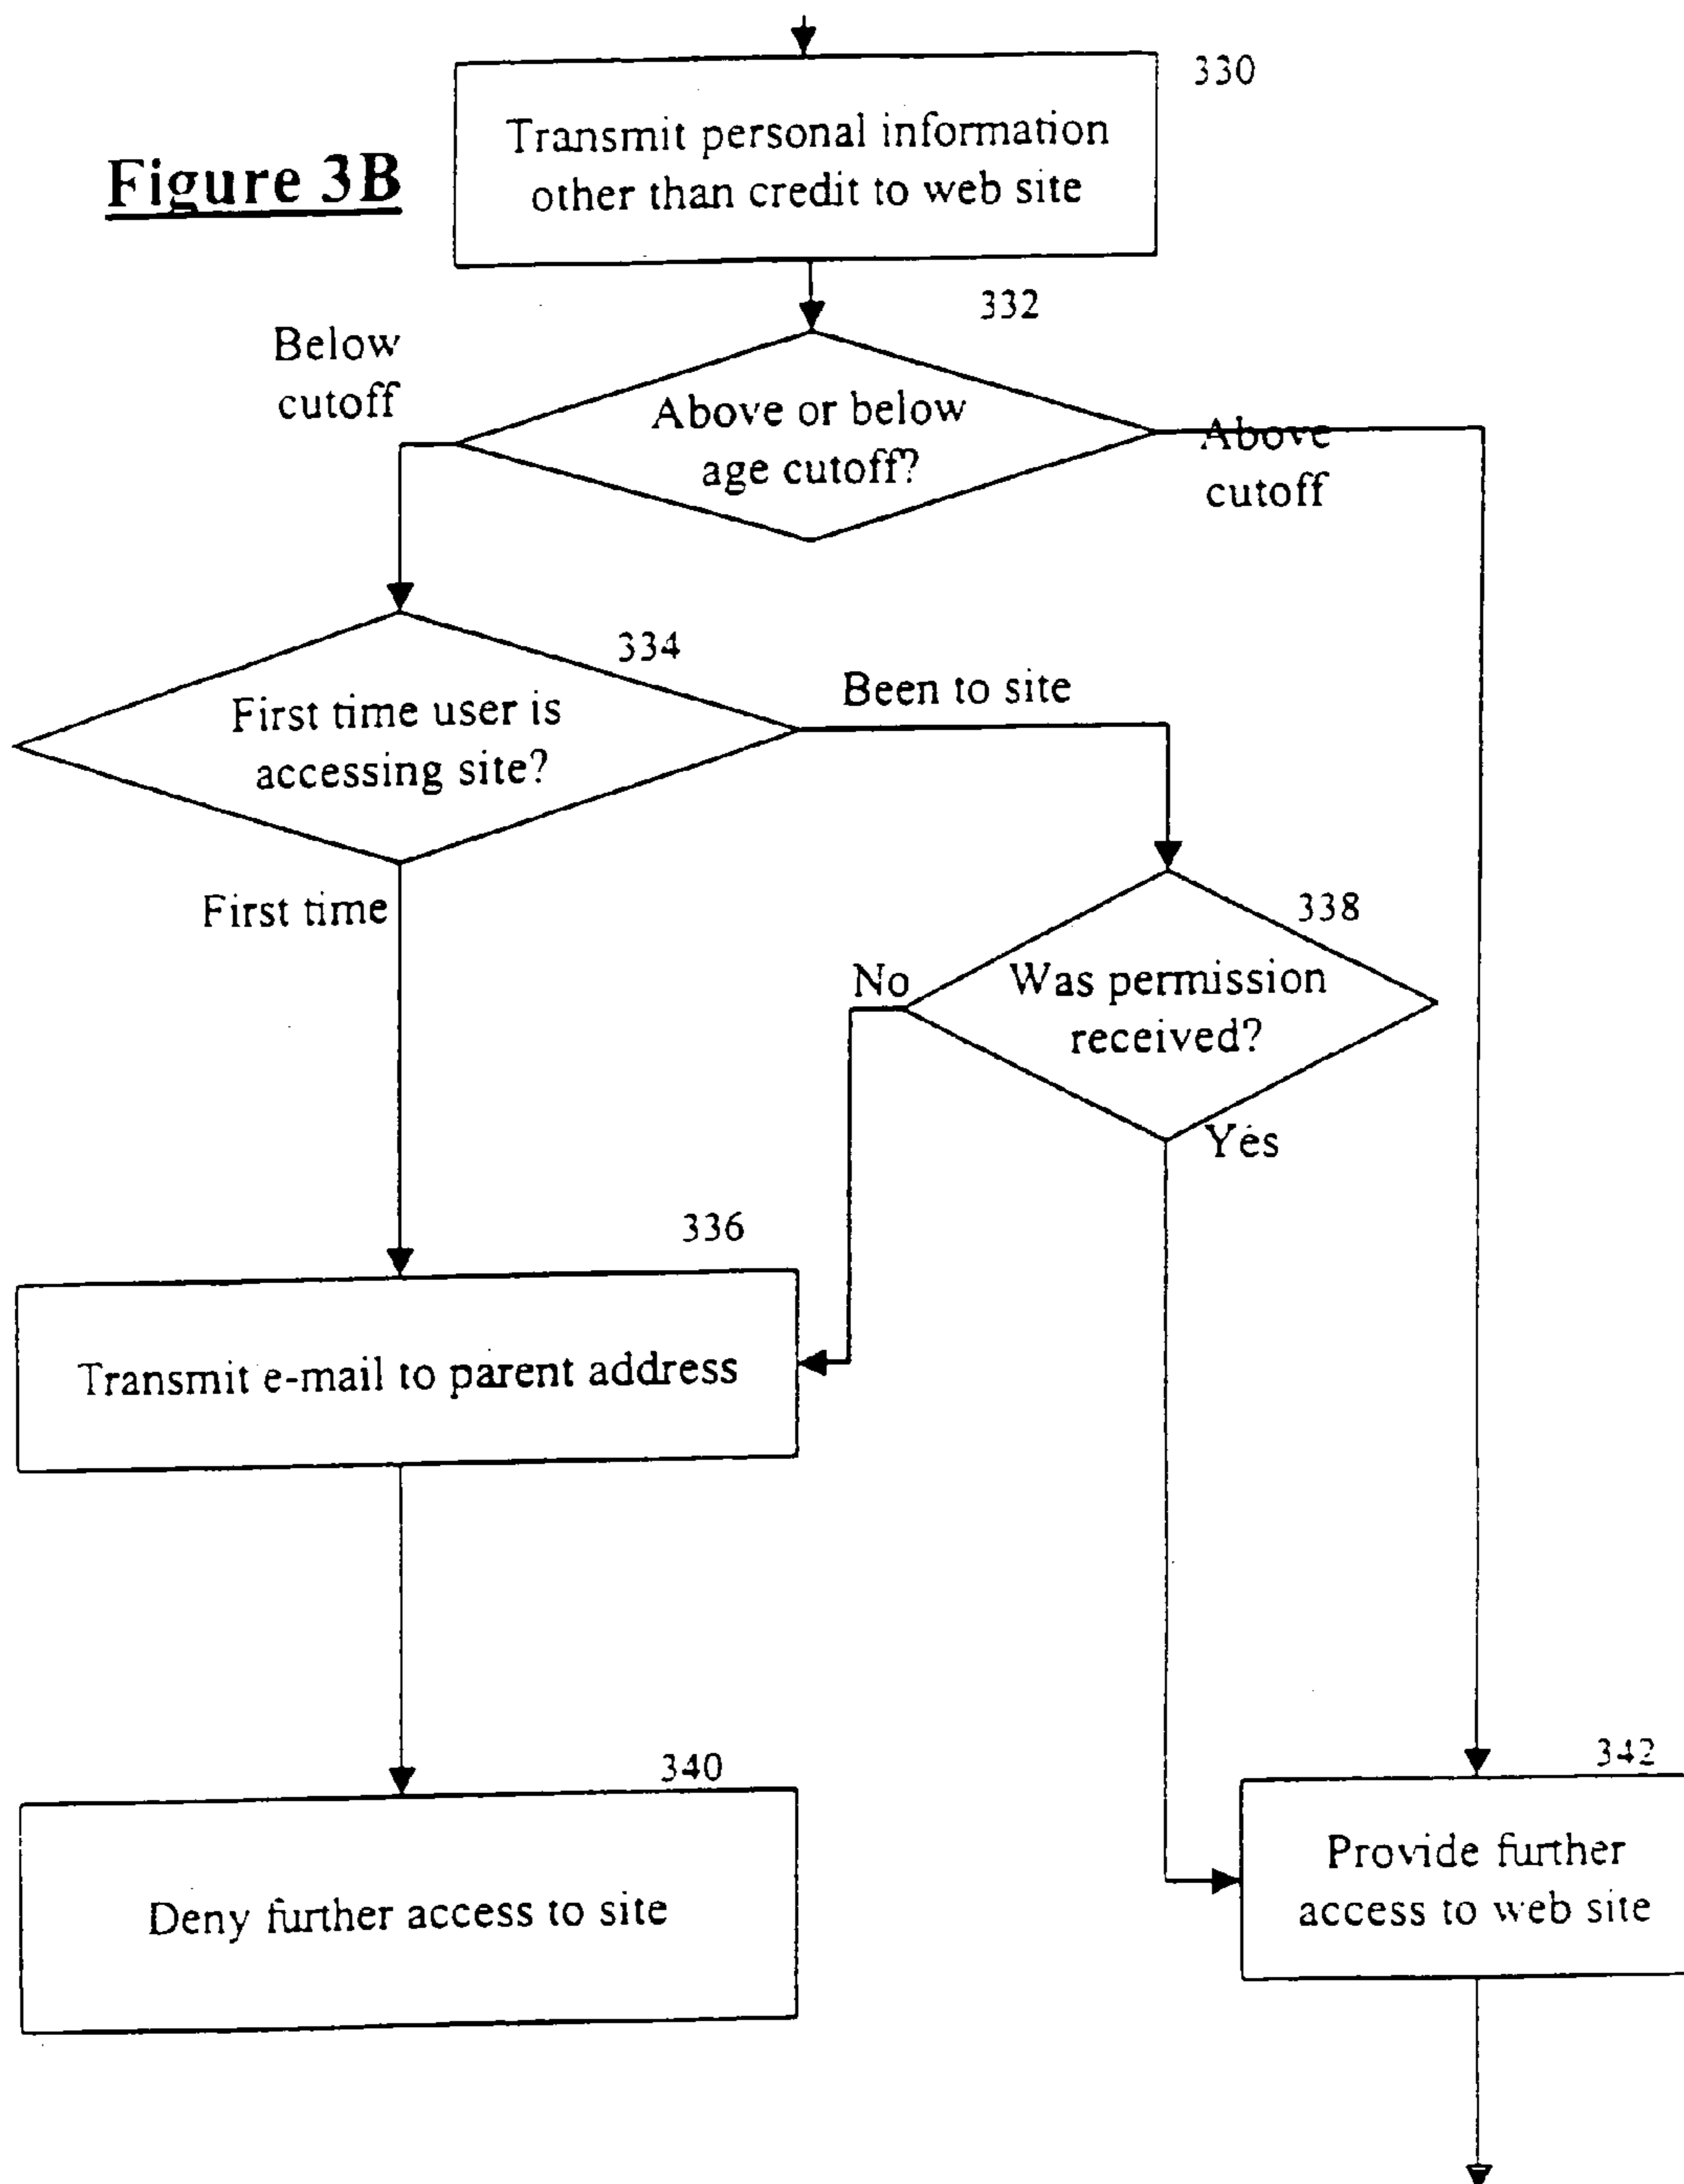 330
Transmit personal information
other than credit to web site
Figure 3B
332
Below
cutoff
Above or below
age cutoff?
Above
cutoff
334
First time user is
accessing site?
Been to site
First time
338
No
Was permission
received?
Yes
336
Transmit e-mail to parent address
340
Deny further access to site
342
Provide further
access to web site